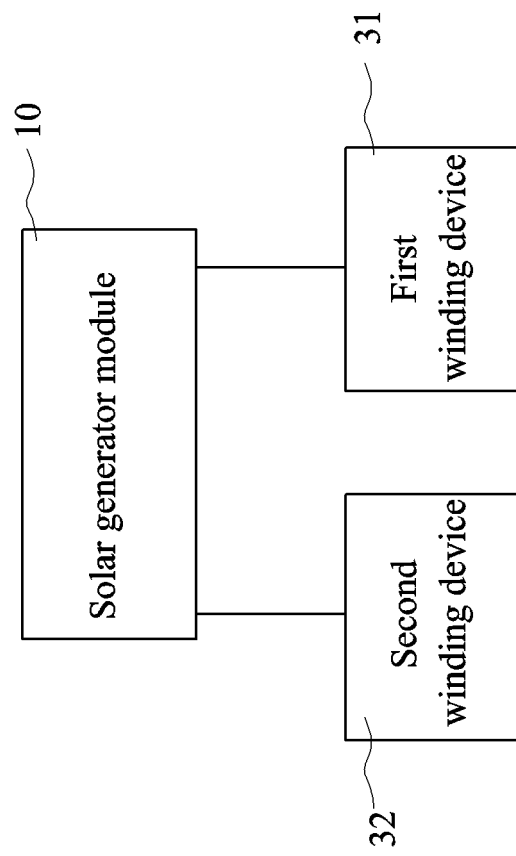 10
Solar generator module
31
First
winding device
32
Second
winding device